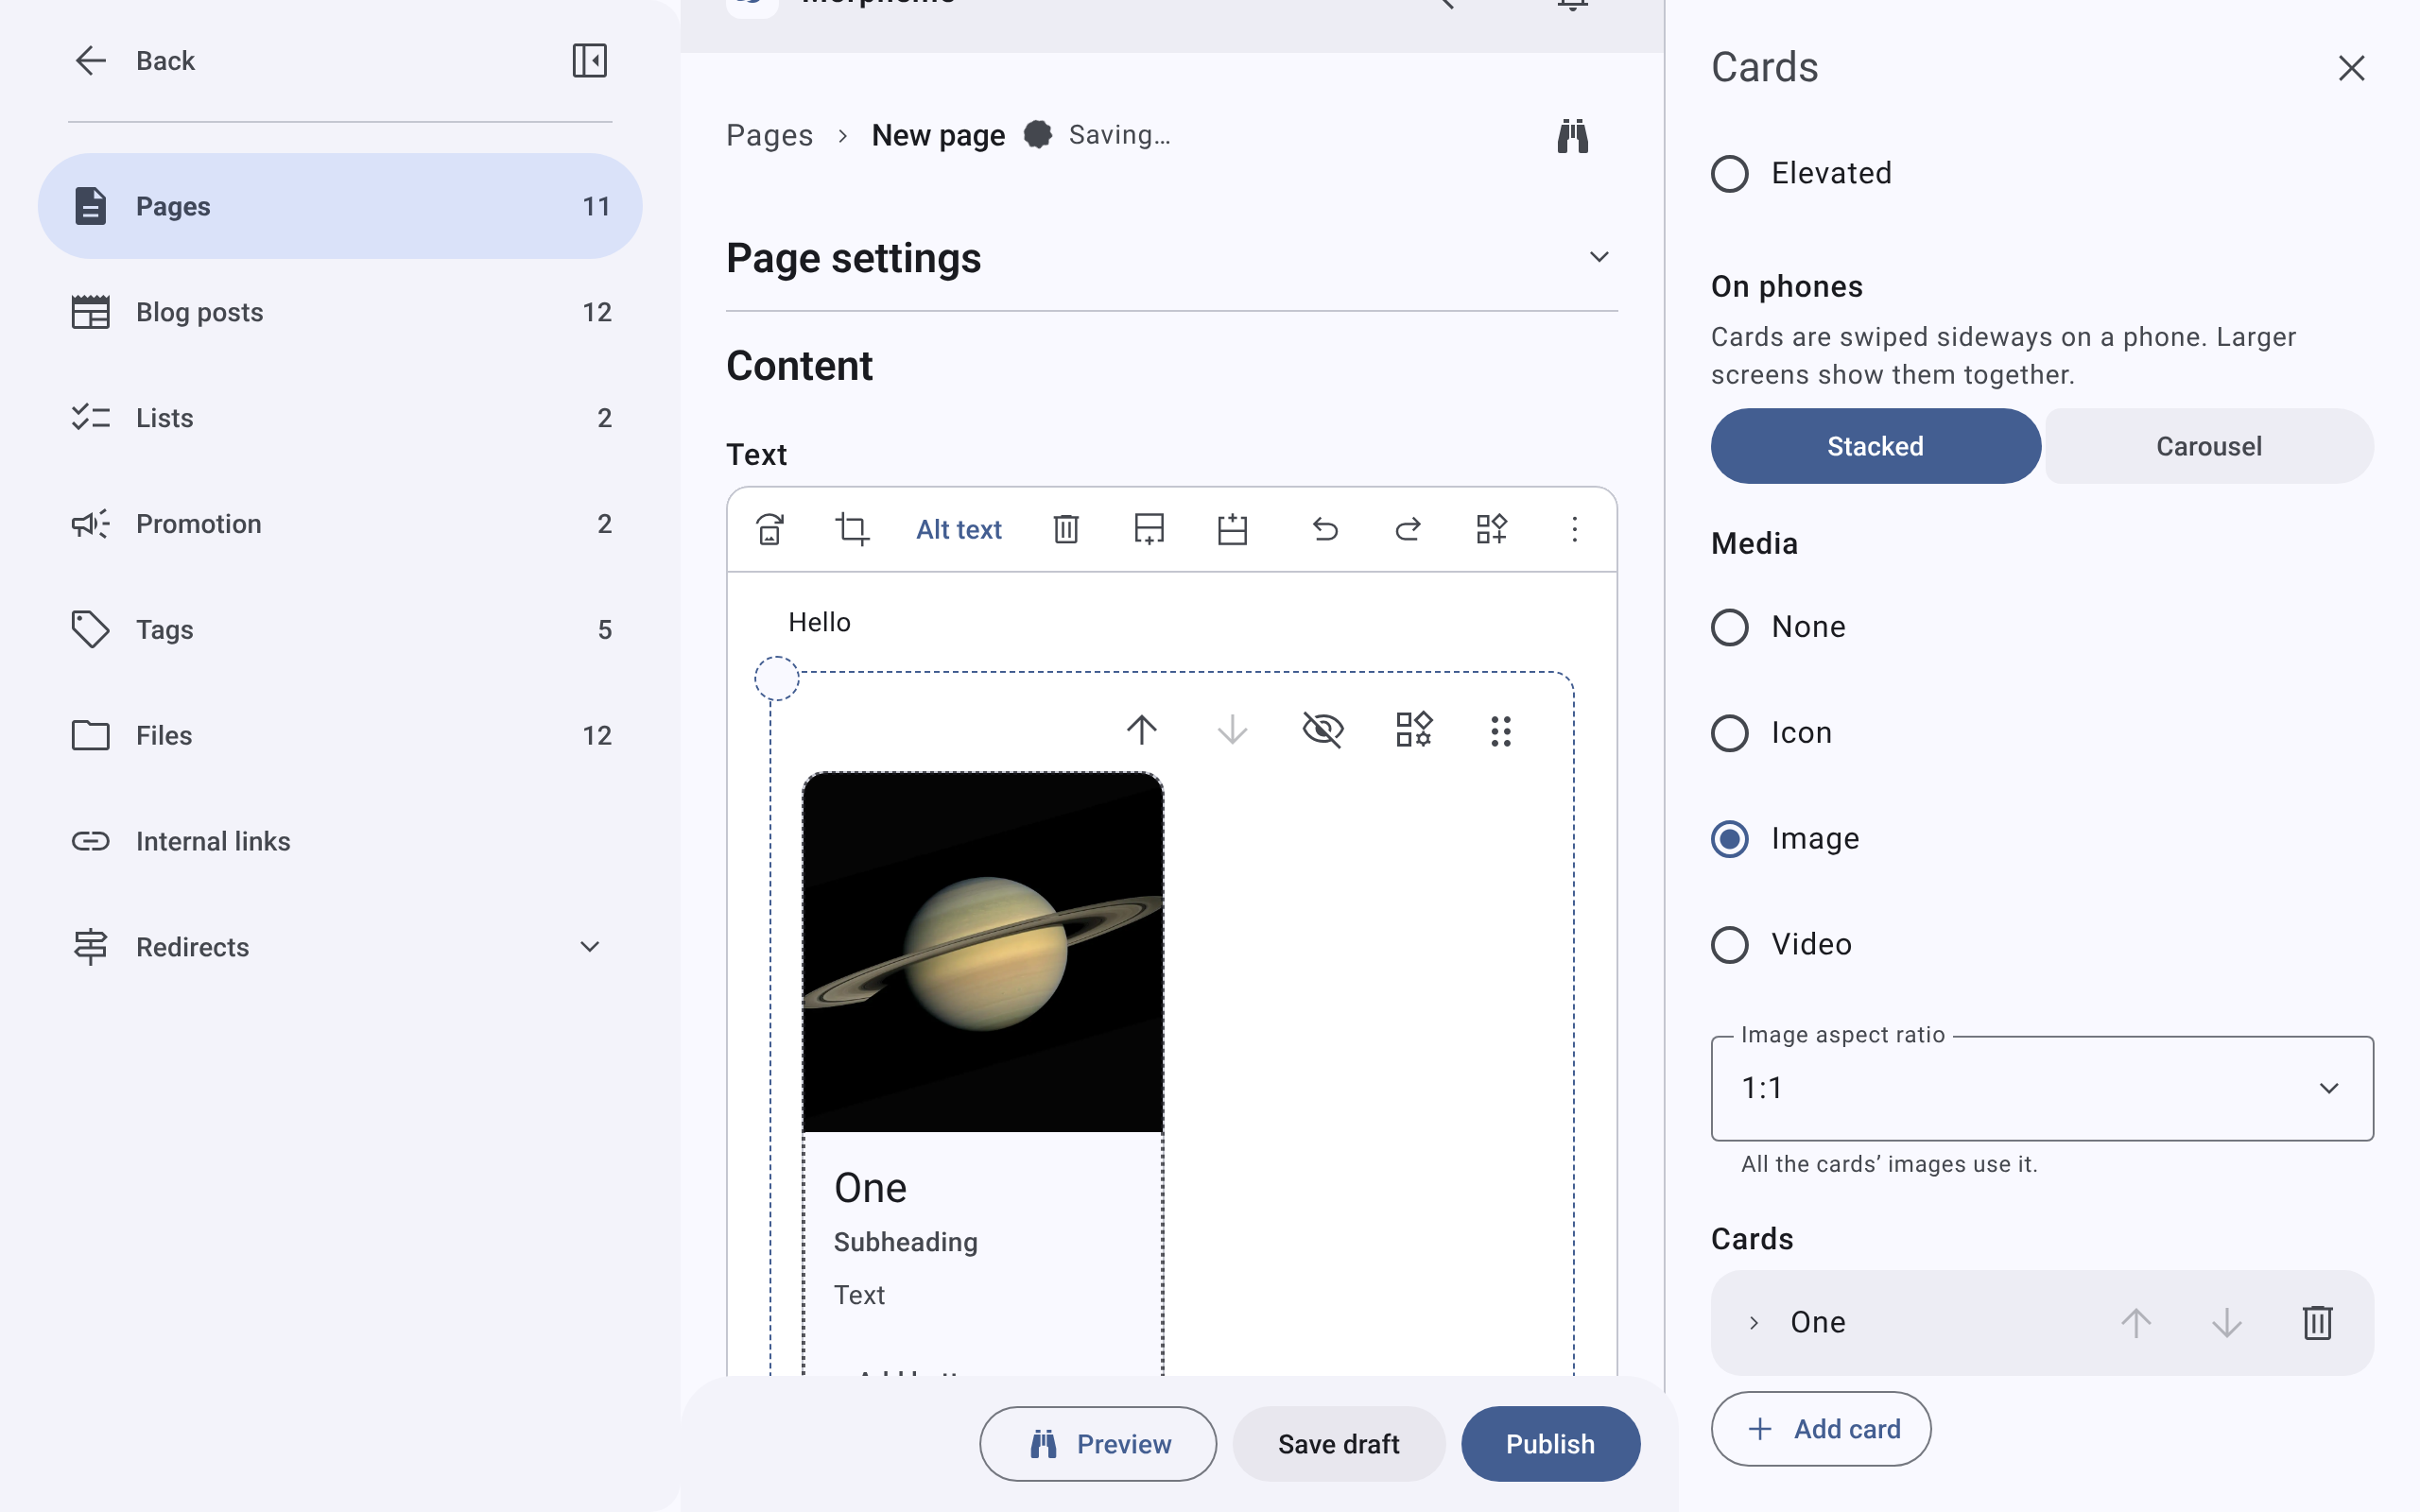 Back
Pages 11
Blog posts 12
Lists 2
Promotion 2
Tags 5
Files 12
Internal links
Redirects
Pages > New page Saving...
Page settings
Content
Text
Alt text
Hello
One
Subheading
Text
Preview
Save draft
Publish
Cards
Elevated
On phones
Cards are swiped sideways on a phone. Larger
screens show them together.
Stacked
Carousel
Media
None
Icon
Image
Video
Image aspect ratio
1:1
All the cards’ images use it.
Cards
One
Add card